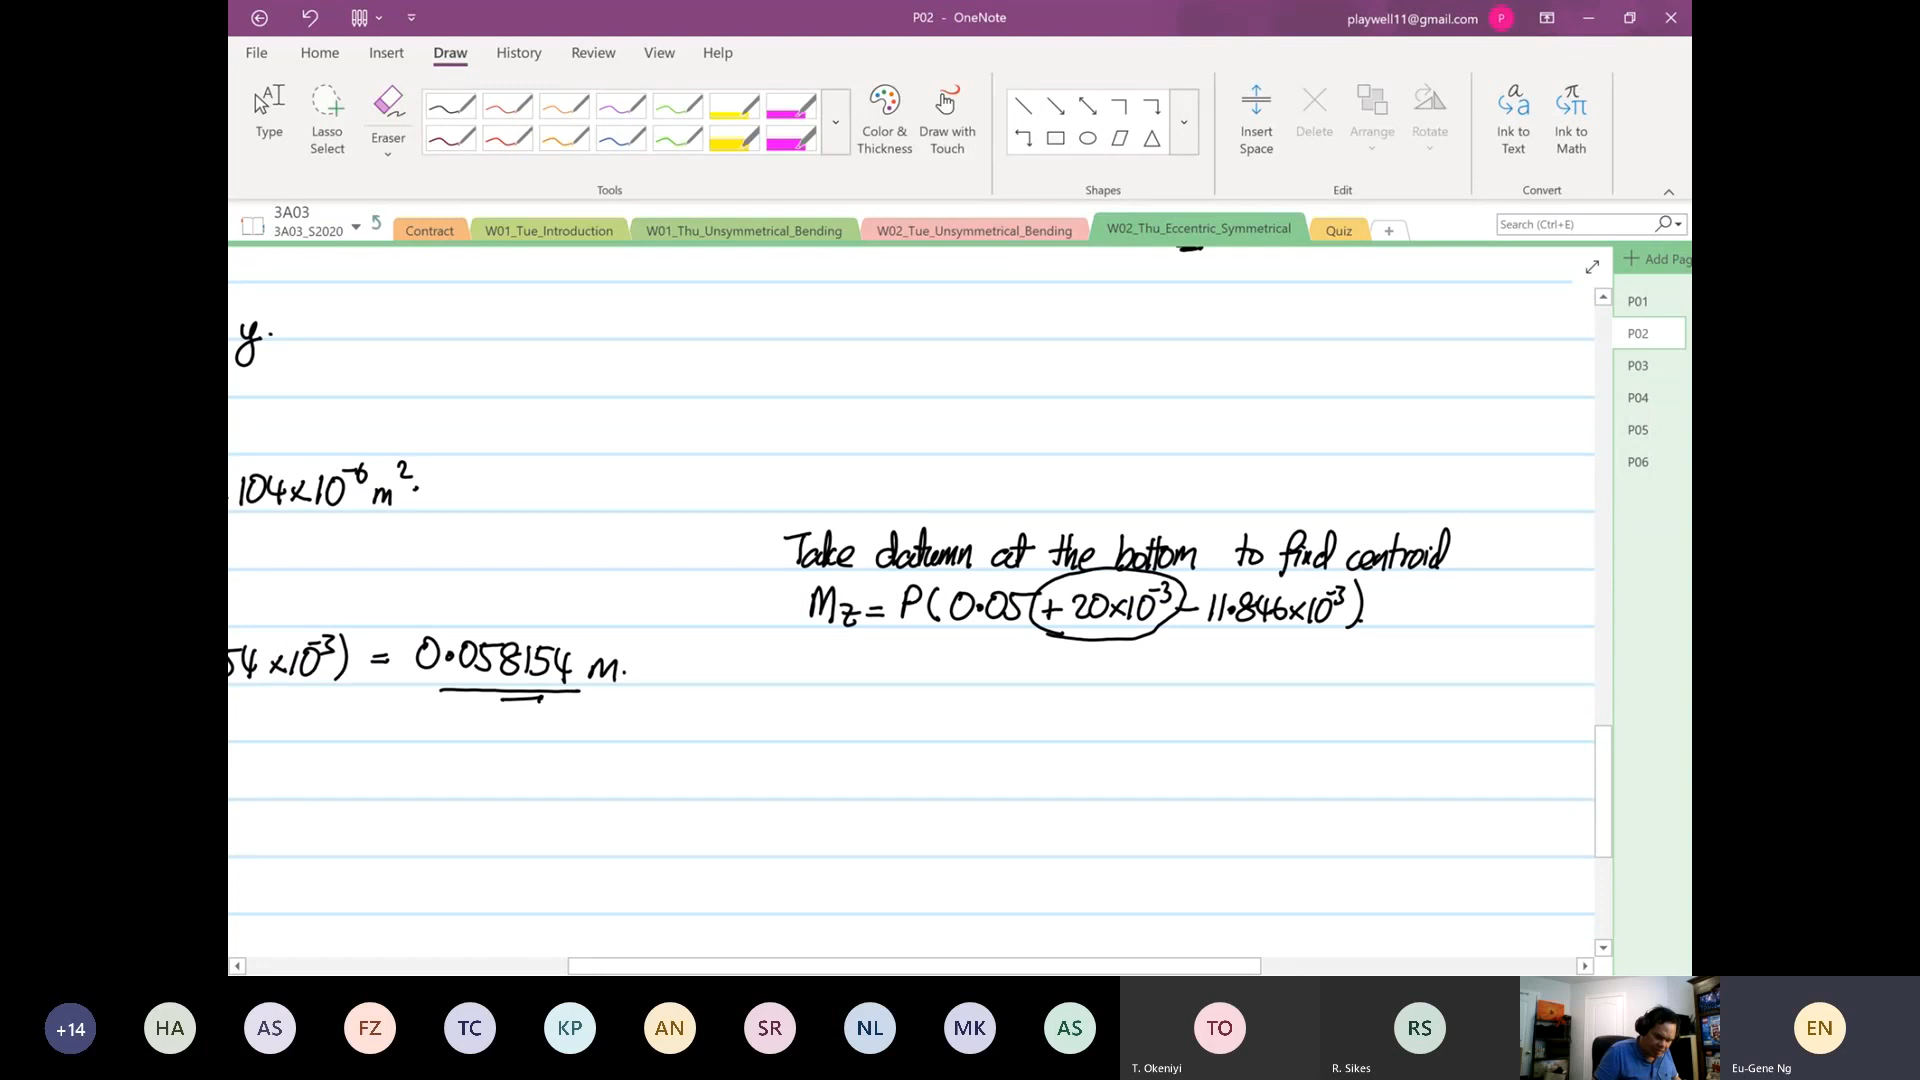 P02 - OneNote
playwell11@gmail.com
P
File Home Insert Draw History Review View Help
Type
Lasso Select
Eraser
Color & Thickness
Draw with Touch
Insert Space
Delete
Arrange
Rotate
Ink to Text
Ink to Math
Tools
Shapes
Edit
Convert
3A03
3A03_S2020
Contract
W01_Tue_Introduction
W01_Thu_Unsymmetrical_Bending
W02_Tue_Unsymmetrical_Bending
W02_Thu_Eccentric_Symmetrical
Quiz
Search (Ctrl+E)
Add Pag
P01
P02
P03
P04
P05
P06
y.
104×10⁻⁶ m².
Take datum at the bottom to find centroid
Mz = P(0.05 + 20×10⁻³ - 11.846×10⁻³).
54 ×10⁻³) = 0.058154 m.
+14
HA
AS
FZ
TC
KP
AN
SR
NL
MK
AS
TO
T. Okeniyi
RS
R. Sikes
EN
Eu-Gene Ng